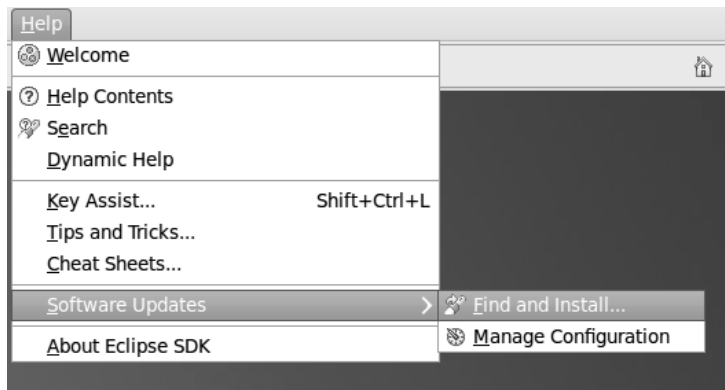 Help
Welcome
Help Contents
Search
Dynamic Help
Key Assist... Shift+Ctrl+L
Tips and Tricks...
Cheat Sheets...
Software Updates
Find and Install...
Manage Configuration
About Eclipse SDK